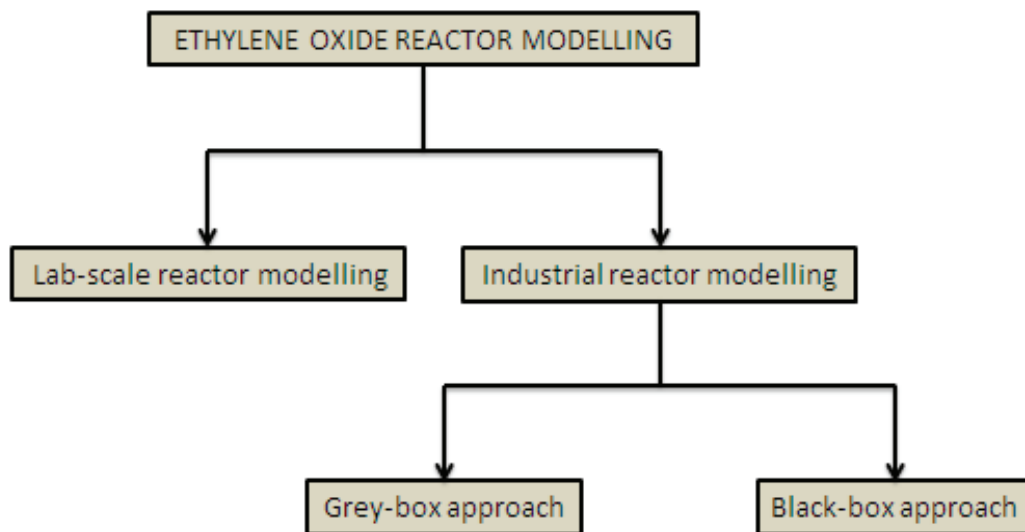 ETHYLENE OXIDE REACTOR MODELLING
Lab-scale reactor modelling
Industrial reactor modelling
Grey-box approach
Black-box approach